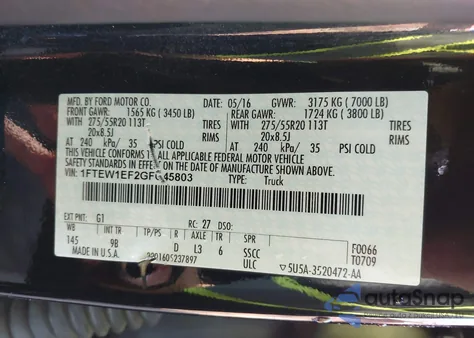 MFD. BY FORD MOTOR CO. DATE: 05/16 GVWR: 3175 KG ( 7000 LB)
FRONT GAWR: 1565 KG ( 3450 LB) REAR GAWR: 1724 KG ( 3800 LB)
WITH 275/55R20 113T TIRES WITH 275/55R20 113T TIRES
20x8.5J RIMS 20x8.5J RIMS
AT 240 kPa/ 35 PSI COLD AT 240 kPa/ 35 PSI COLD
THIS VEHICLE CONFORMS ALL APPLICABLE FEDERAL MOTOR VEHICLE
SAFETY STANDARDS IN EFFECT ON THE DATE OF MANUFACTURE SHOWN ABOVE.
VIN: TYPE: Truck
EXT PNT: G1 RC: 27 DSO:
WB BRK INT TR TP/PS R AXLE TR SPR F0066
145 9B D L3 6 SSCC T0709
MADE IN U.S.A. ULC ▽5U5A-3520472-AA
autoSnap